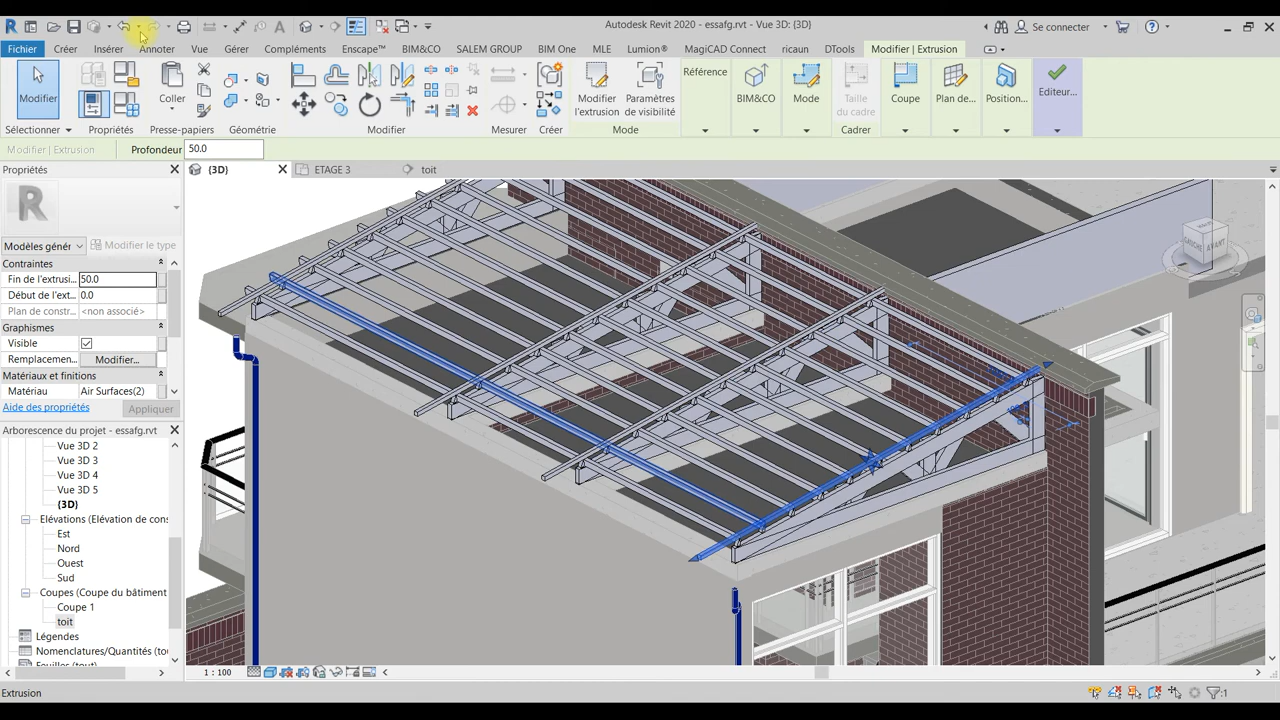 Autodesk Revit 2020 - essafg.rvt - Vue 3D: {3D}
Se connecter
Fichier Créer Insérer Annoter Vue Gérer Compléments Enscape™ BIM&CO SALEM GROUP BIM One MLE Lumion® MagiCAD Connect ricaun DTools Modifier | Extrusion
Modifier Coller Modifier l'extrusion Paramètres de visibilité Référence BIM&CO Mode Taille du cadre Coupe Plan de... Position... Editeur...
Sélectionner Propriétés Presse-papiers Géométrie Modifier Mesurer Créer Mode Cadrer
Modifier | Extrusion Profondeur 50.0
Propriétés
{3D} ETAGE 3 toit
Modèles génér Modifier le type
Contraintes
Fin de l'extrusi... 50.0
Début de l'ext... 0.0
Plan de constr... <non associé>
Graphismes
Visible
Remplacemen... Modifier...
Matériaux et finitions
Matériau Air Surfaces(2)
Aide des propriétés Appliquer
Arborescence du projet - essafg.rvt
Vue 3D 2
Vue 3D 3
Vue 3D 4
Vue 3D 5
{3D}
Elévations (Elévation de cons
Est
Nord
Ouest
Sud
Coupes (Coupe du bâtiment
Coupe 1
toit
Légendes
Nomenclatures/Quantités (tou
Feuilles (tout)
GAUCHE AVANT
1 : 100
Extrusion
:1